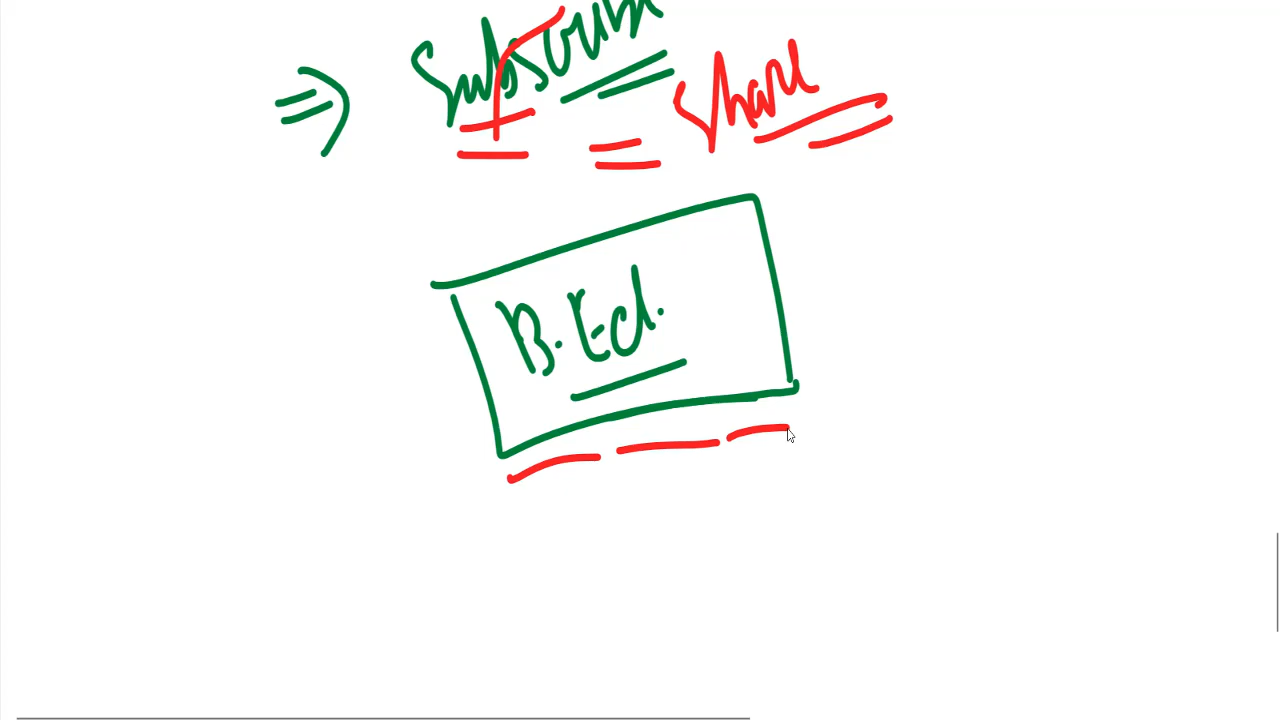 ⇒ Subscribe
= Share
B.Ed.